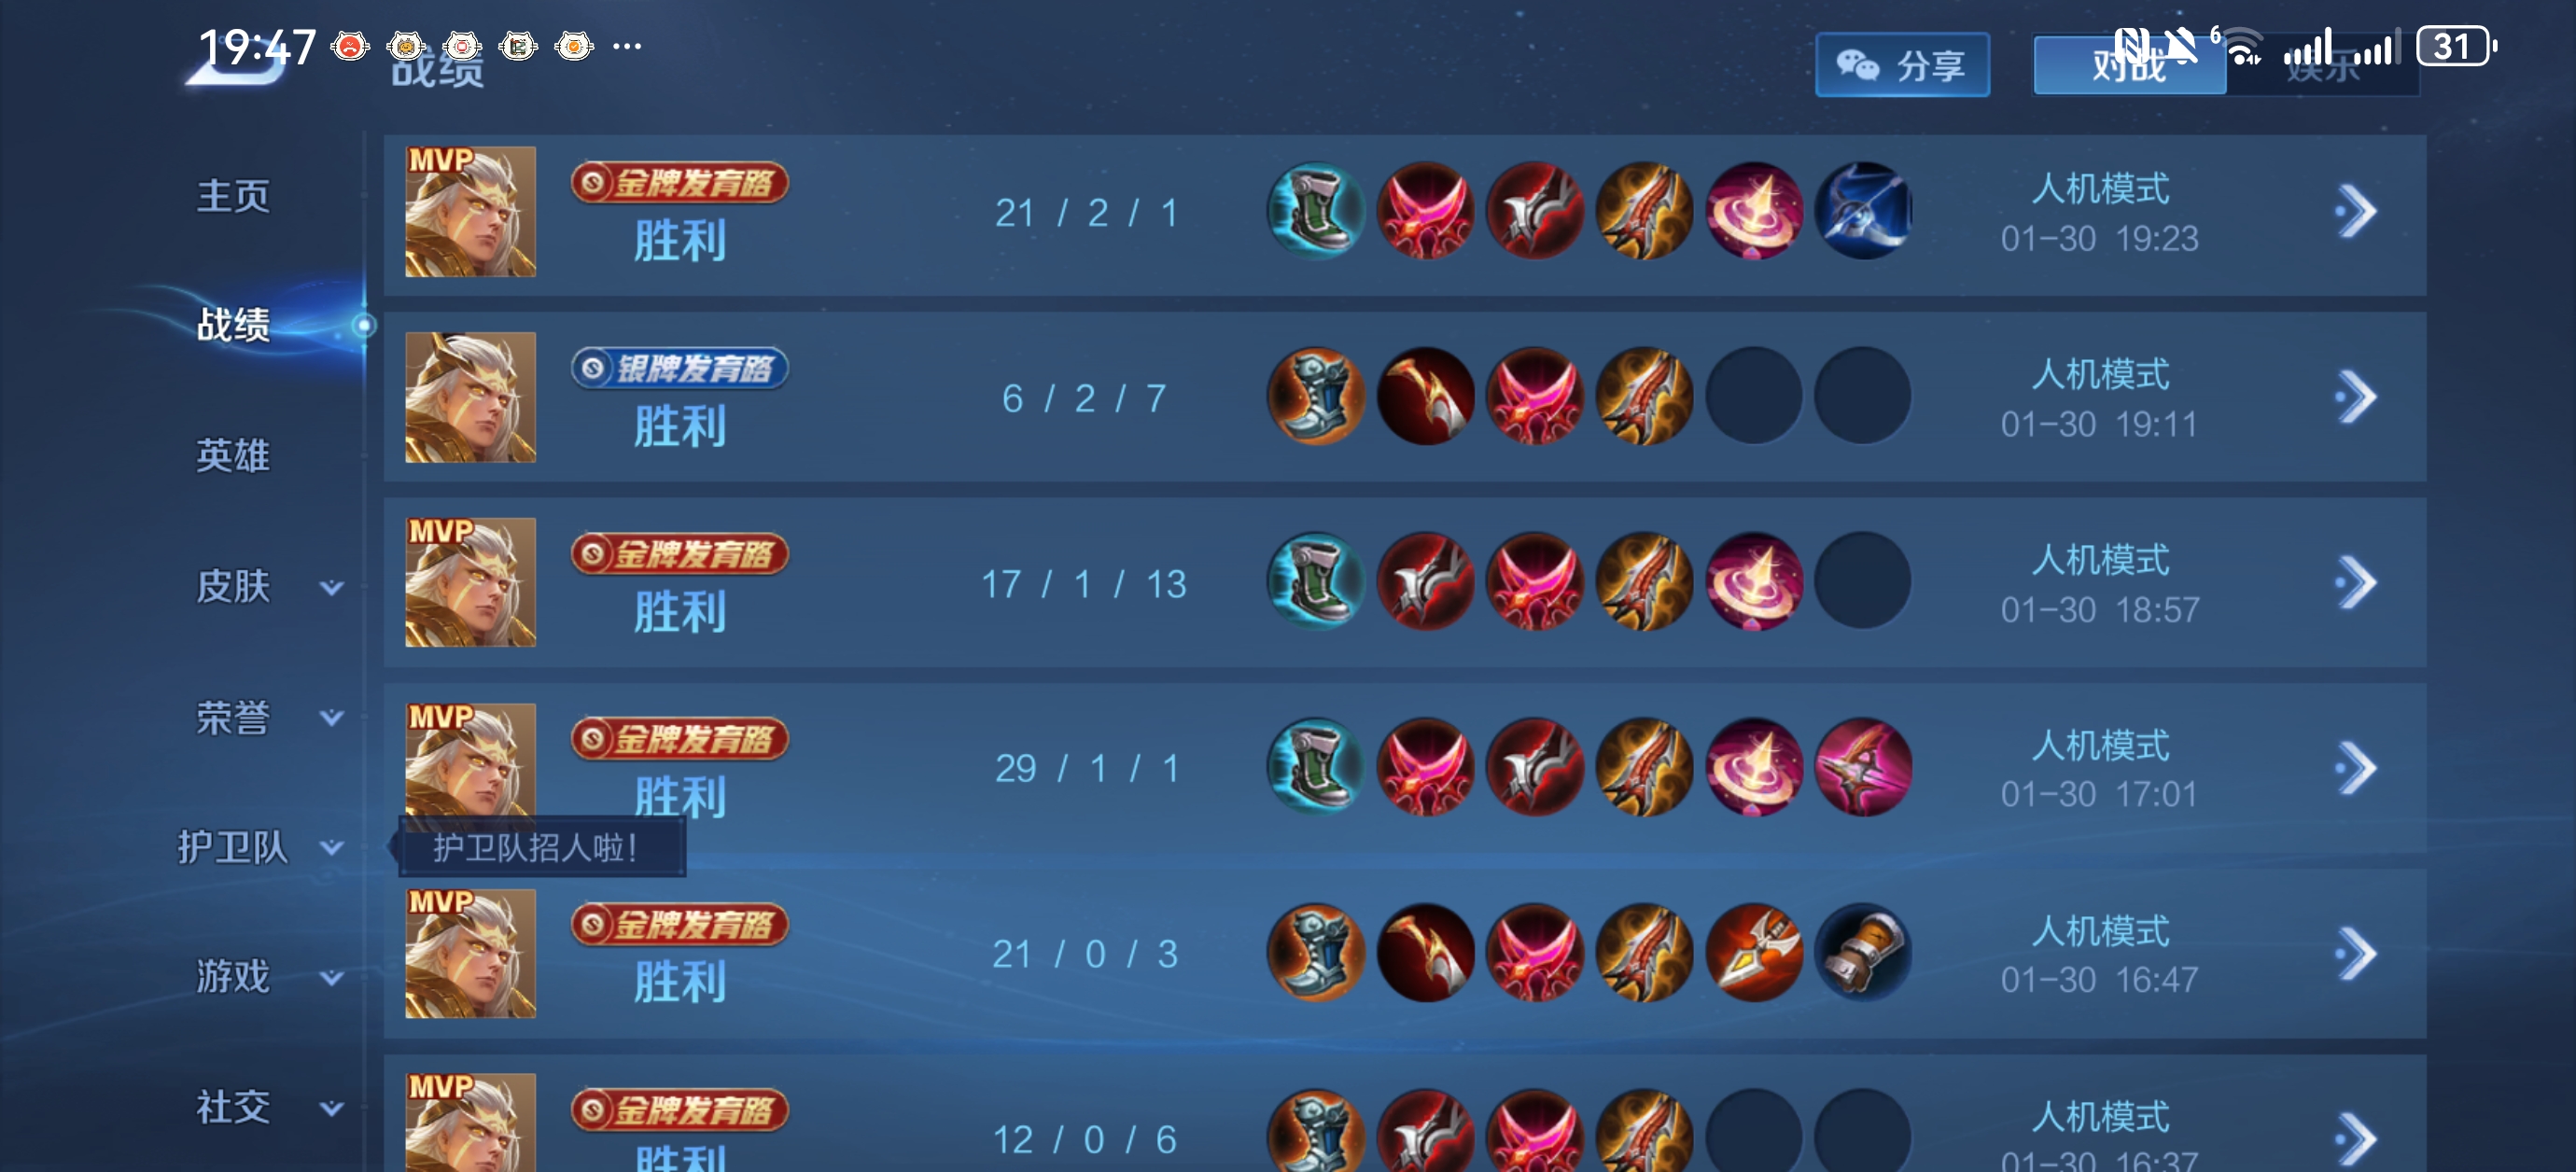 19:47
6
31
战绩
分享
对战
娱乐
主页
战绩
英雄
皮肤
荣誉
护卫队
游戏
社交
护卫队招人啦!
MVP
金牌发育路
胜利
21 / 2 / 1
人机模式
01-30 19:23
银牌发育路
胜利
6 / 2 / 7
人机模式
01-30 19:11
MVP
金牌发育路
胜利
17 / 1 / 13
人机模式
01-30 18:57
MVP
金牌发育路
胜利
29 / 1 / 1
人机模式
01-30 17:01
MVP
金牌发育路
胜利
21 / 0 / 3
人机模式
01-30 16:47
MVP
金牌发育路
胜利
12 / 0 / 6
人机模式
01-30 16:37